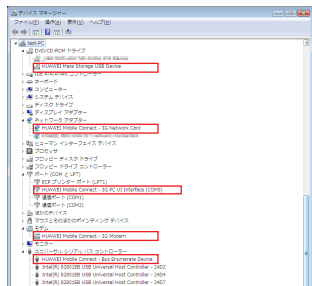 デバイス マネージャー
ファイル(F) 操作(A) 表示(V) ヘルプ(H)
test-PC
DVD/CD-ROM ドライブ
HUAWEI Mass Storage USB Device
IDE ATA/ATAPI コントローラー
キーボード
コンピューター
システム デバイス
ディスク ドライブ
ディスプレイ アダプター
ネットワーク アダプター
HUAWEI Mobile Connect - 3G Network Card
ヒューマン インターフェイス デバイス
プロセッサ
フロッピー ディスク ドライブ
フロッピー ドライブ コントローラー
ポート (COM と LPT)
ECP プリンター ポート (LPT1)
HUAWEI Mobile Connect - 3G PC UI Interface (COM5)
通信ポート (COM1)
通信ポート (COM2)
ほかのデバイス
マウスとそのほかのポインティング デバイス
モデム
HUAWEI Mobile Connect - 3G Modem
モニター
ユニバーサル シリアル バス コントローラー
HUAWEI Mobile Connect - Bus Enumerate Device
Intel(R) 82801EB USB Universal Host Controller - 24D2
Intel(R) 82801EB USB Universal Host Controller - 24D4
Intel(R) 82801EB USB Universal Host Controller - 24D7